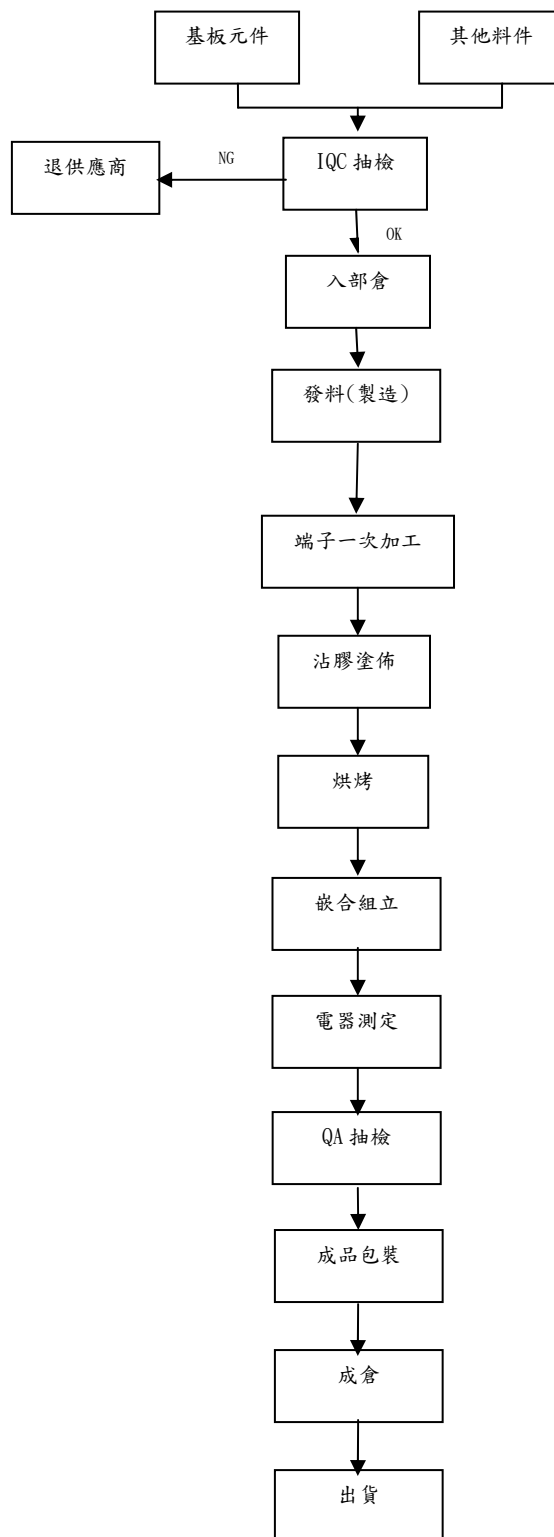 基板元件
其他料件
退供應商
NG
IQC 抽檢
OK
入部倉
發料(製造)
端子一次加工
沾膠塗佈
烘烤
嵌合組立
電器測定
QA 抽檢
成品包裝
成倉
出貨